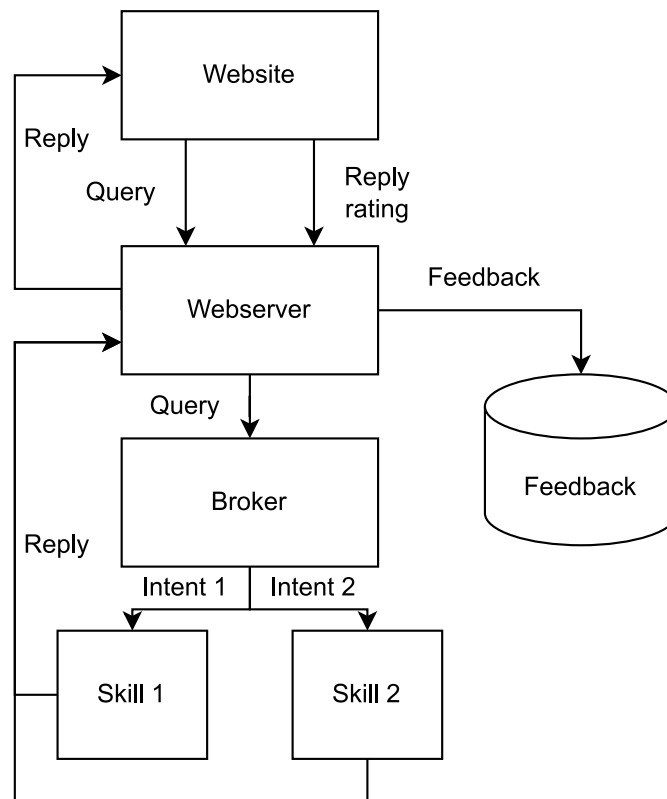 Website
Reply
Query
Reply
rating
Webserver
Feedback
Query
Broker
Feedback
Reply
Intent 1
Intent 2
Skill 1
Skill 2